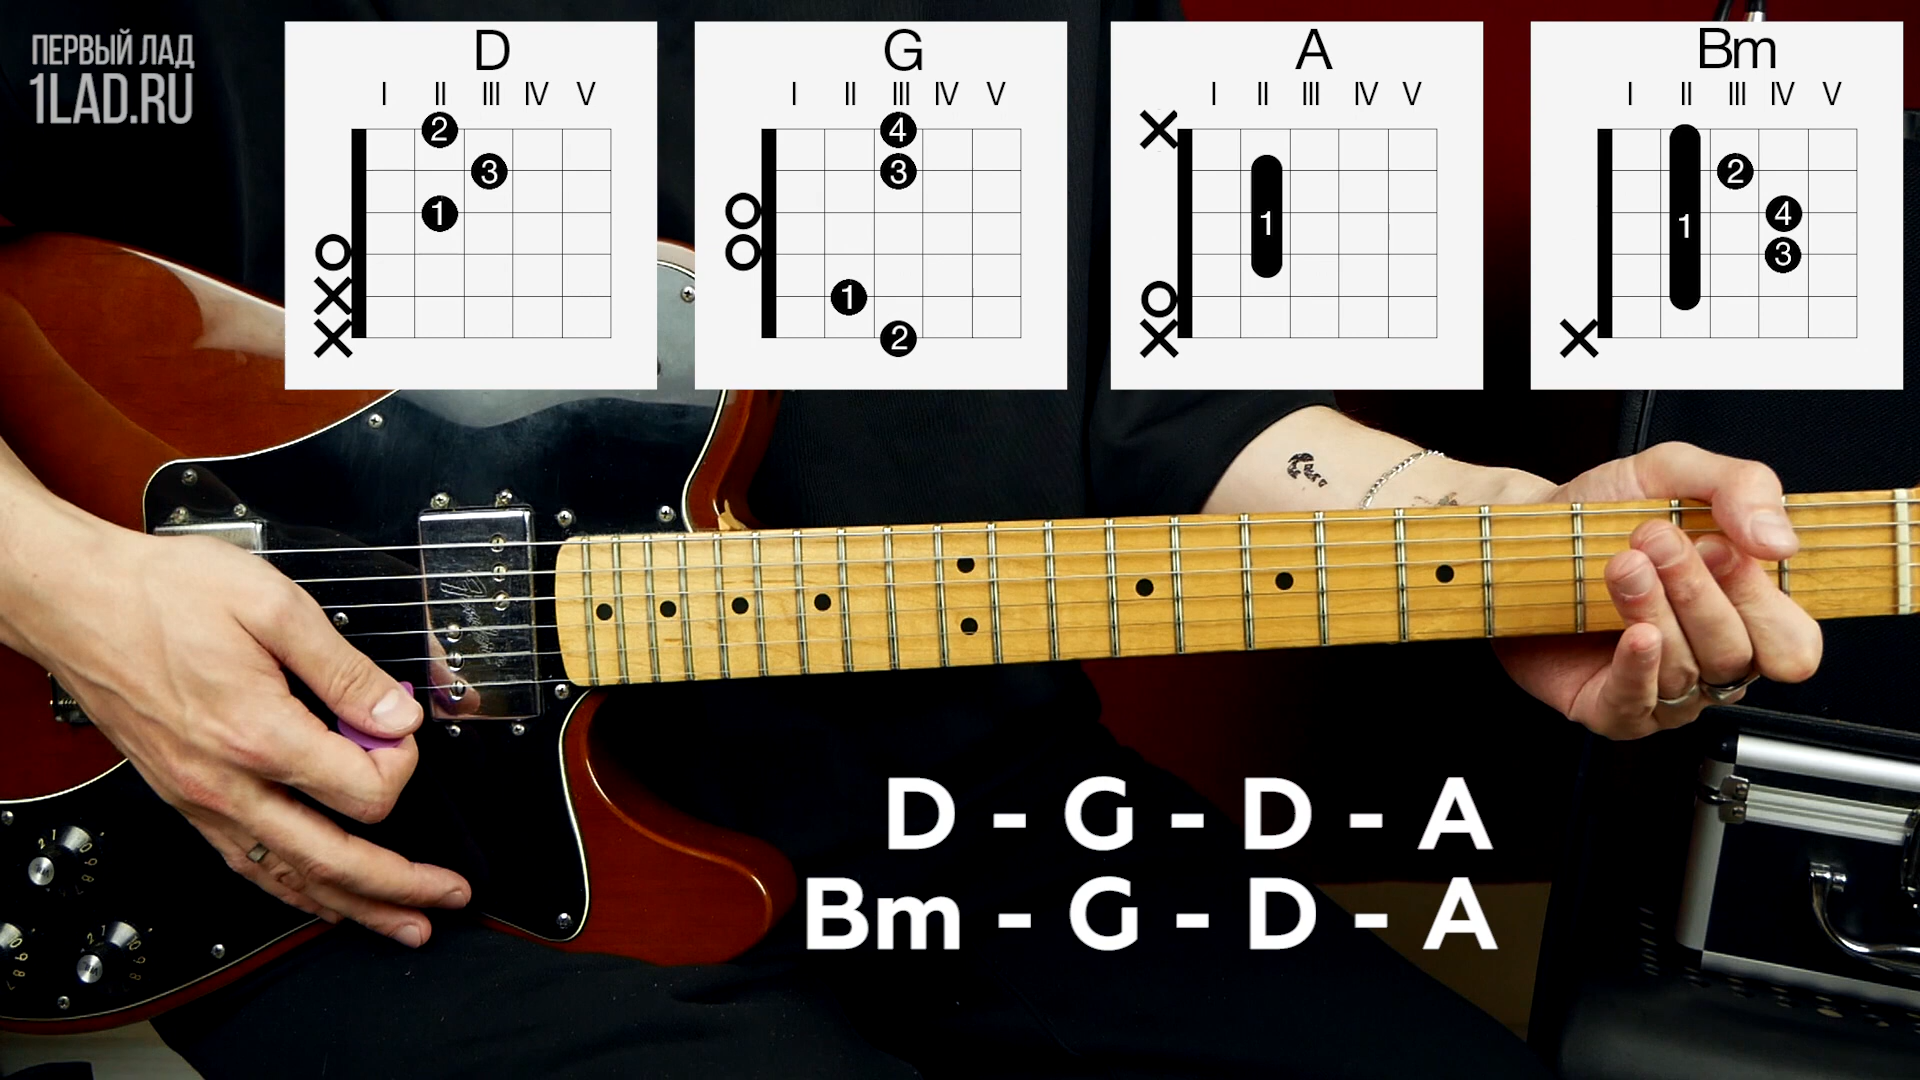 ПЕРВЫЙ ЛАД
1LAD.RU
D
I II III IV V
2
3
1
G
I II III IV V
4
3
1
2
A
I II III IV V
1
Bm
I II III IV V
2
4
1
3
D - G - D - A
Bm - G - D - A